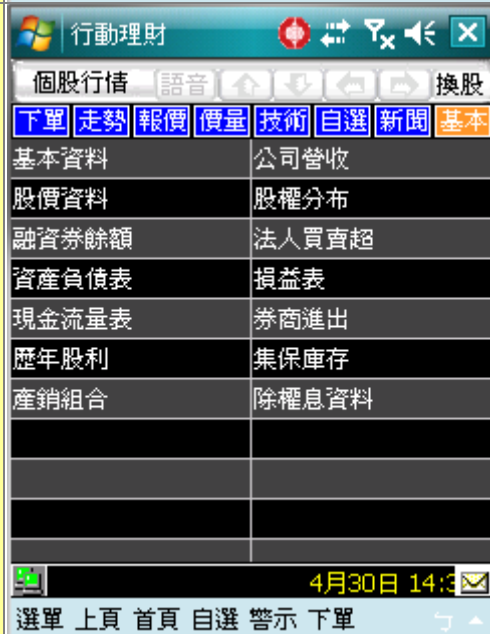 行動理財
個股行情 語音 換股
下單 走勢 報價 價量 技術 自選 新聞 基本
基本資料 公司營收
股價資料 股權分布
融資券餘額 法人買賣超
資產負債表 損益表
現金流量表 券商進出
歷年股利 集保庫存
產銷組合 除權息資料
4月30日 14:3
選單 上頁 首頁 自選 警示 下單